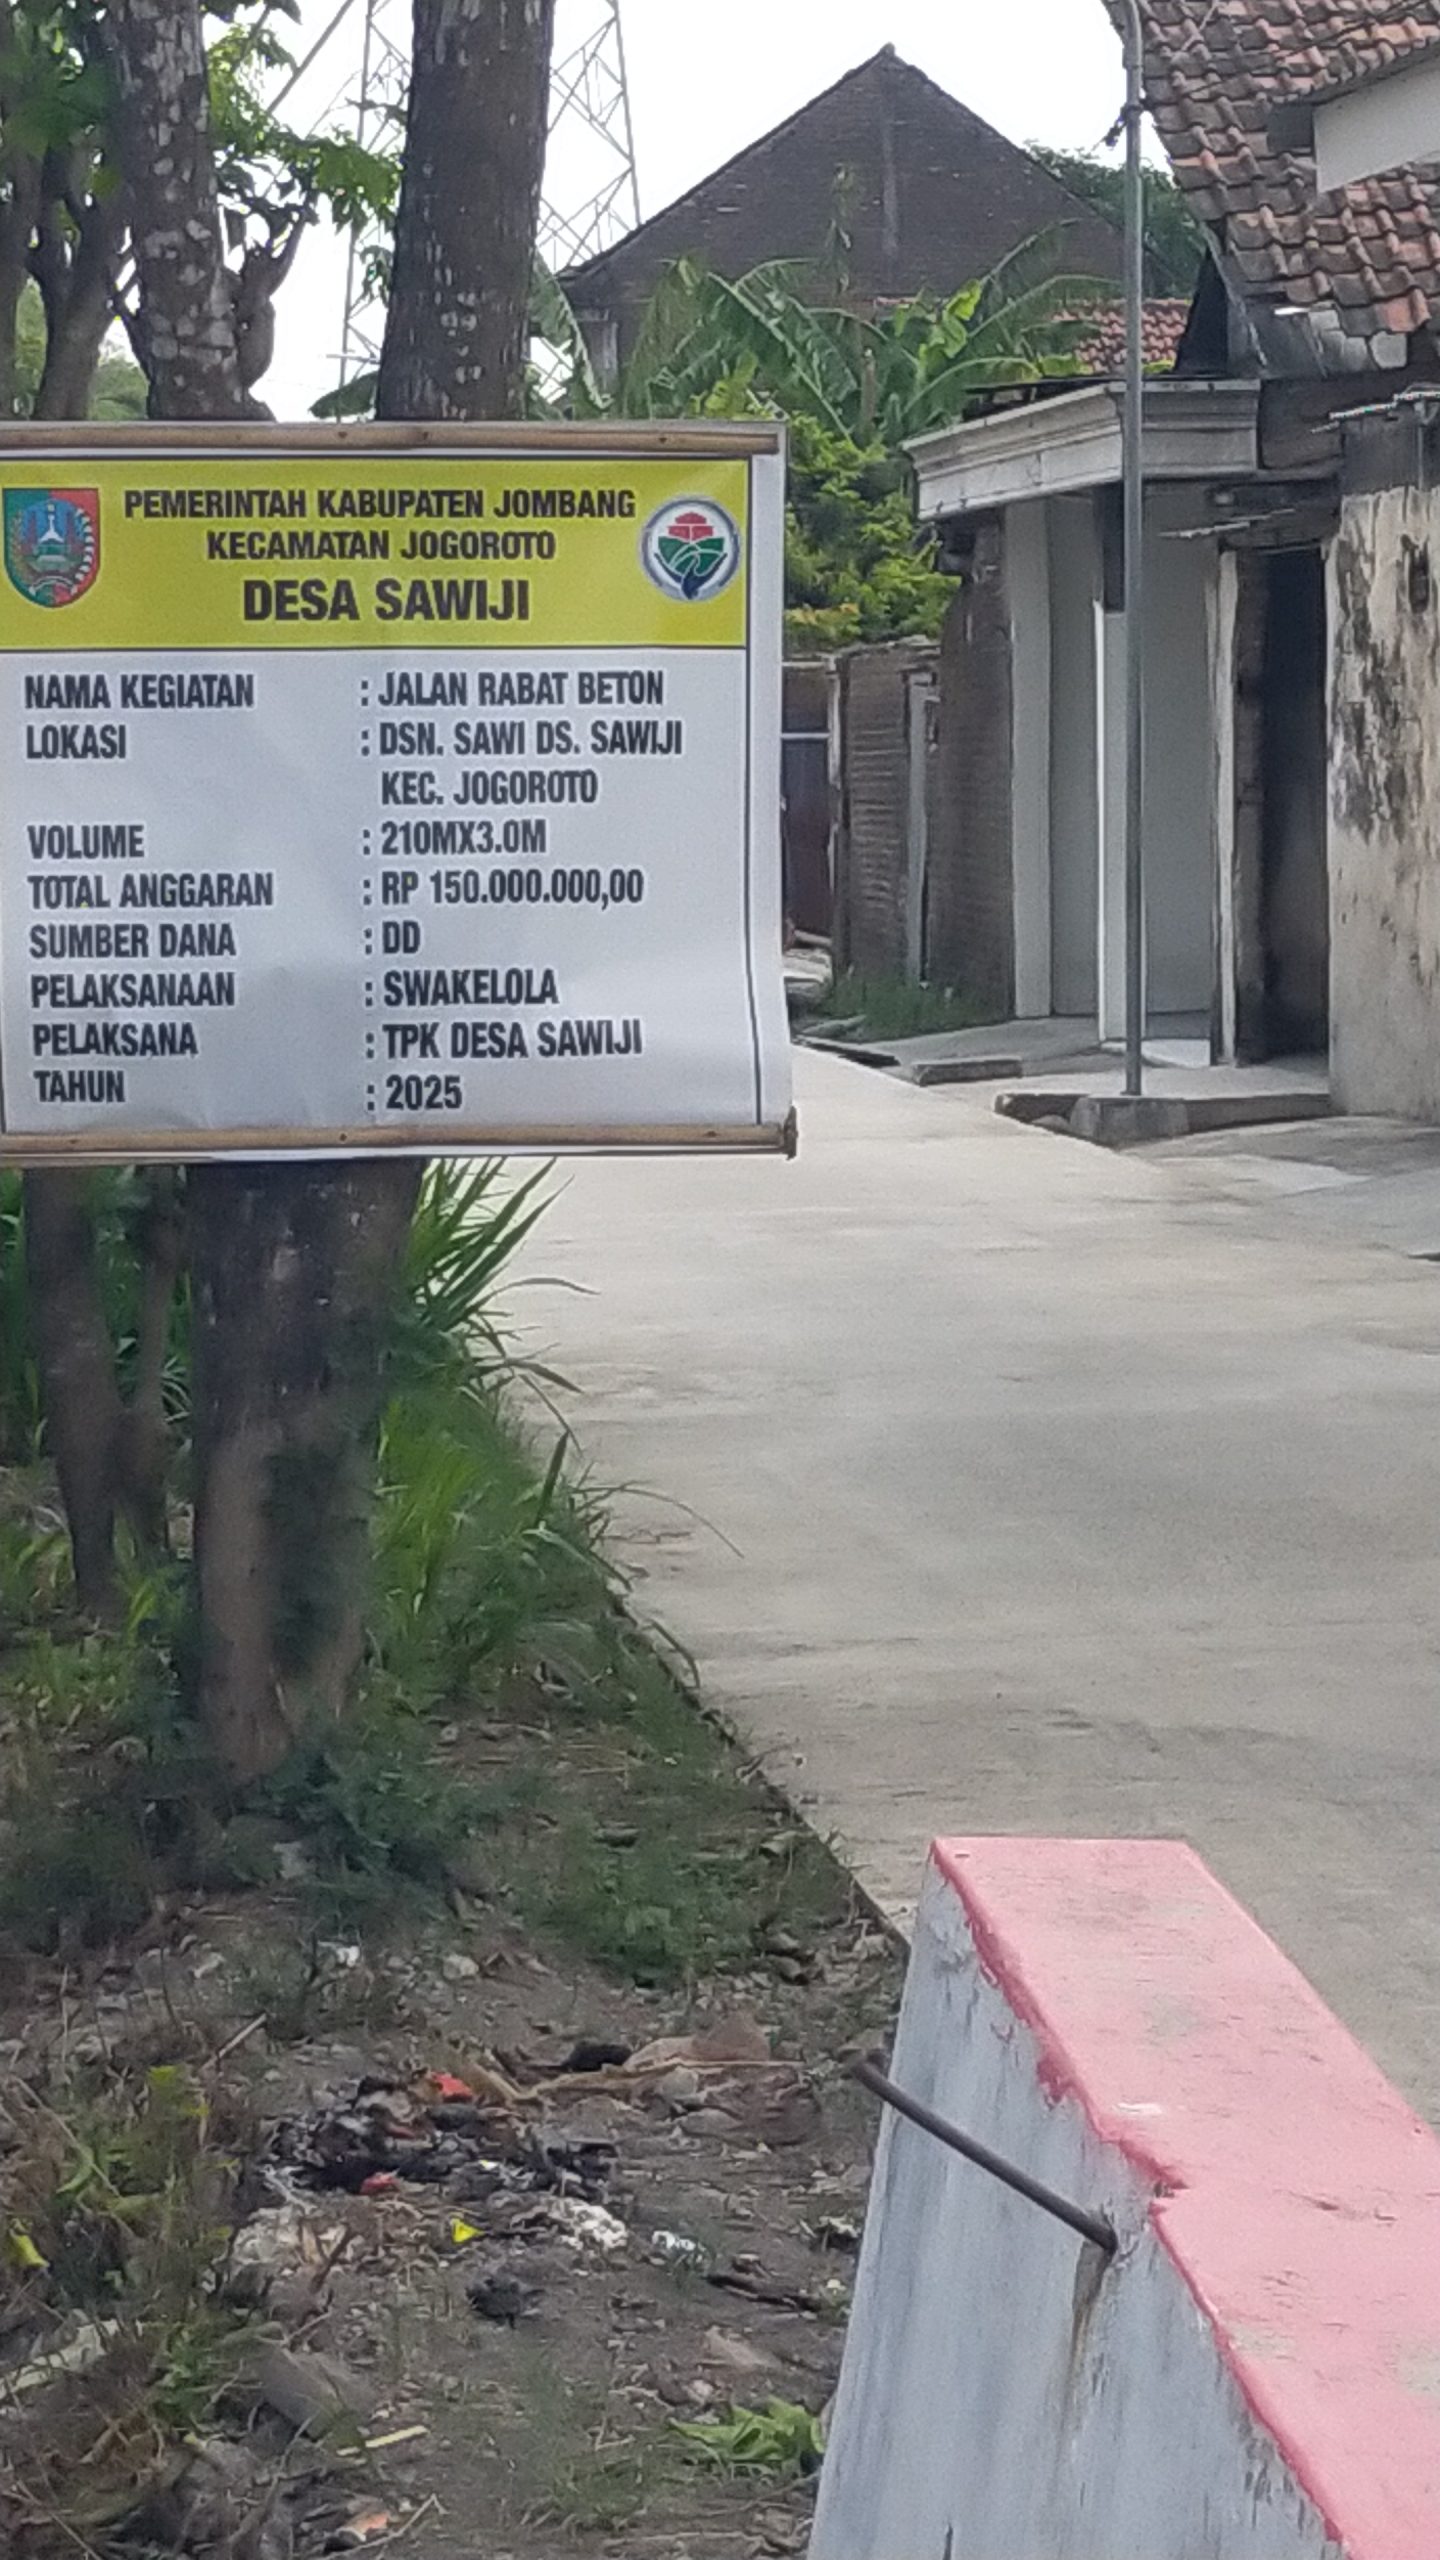 PEMERINTAH KABUPATEN JOMBANG
KECAMATAN JOGOROTO
DESA SAWIJI
NAMA KEGIATAN : JALAN RABAT BETON
LOKASI : DSN. SAWI DS. SAWIJI
KEC. JOGOROTO
VOLUME : 210MX3.0M
TOTAL ANGGARAN : RP 150.000.000,00
SUMBER DANA : DD
PELAKSANAAN : SWAKELOLA
PELAKSANA : TPK DESA SAWIJI
TAHUN : 2025